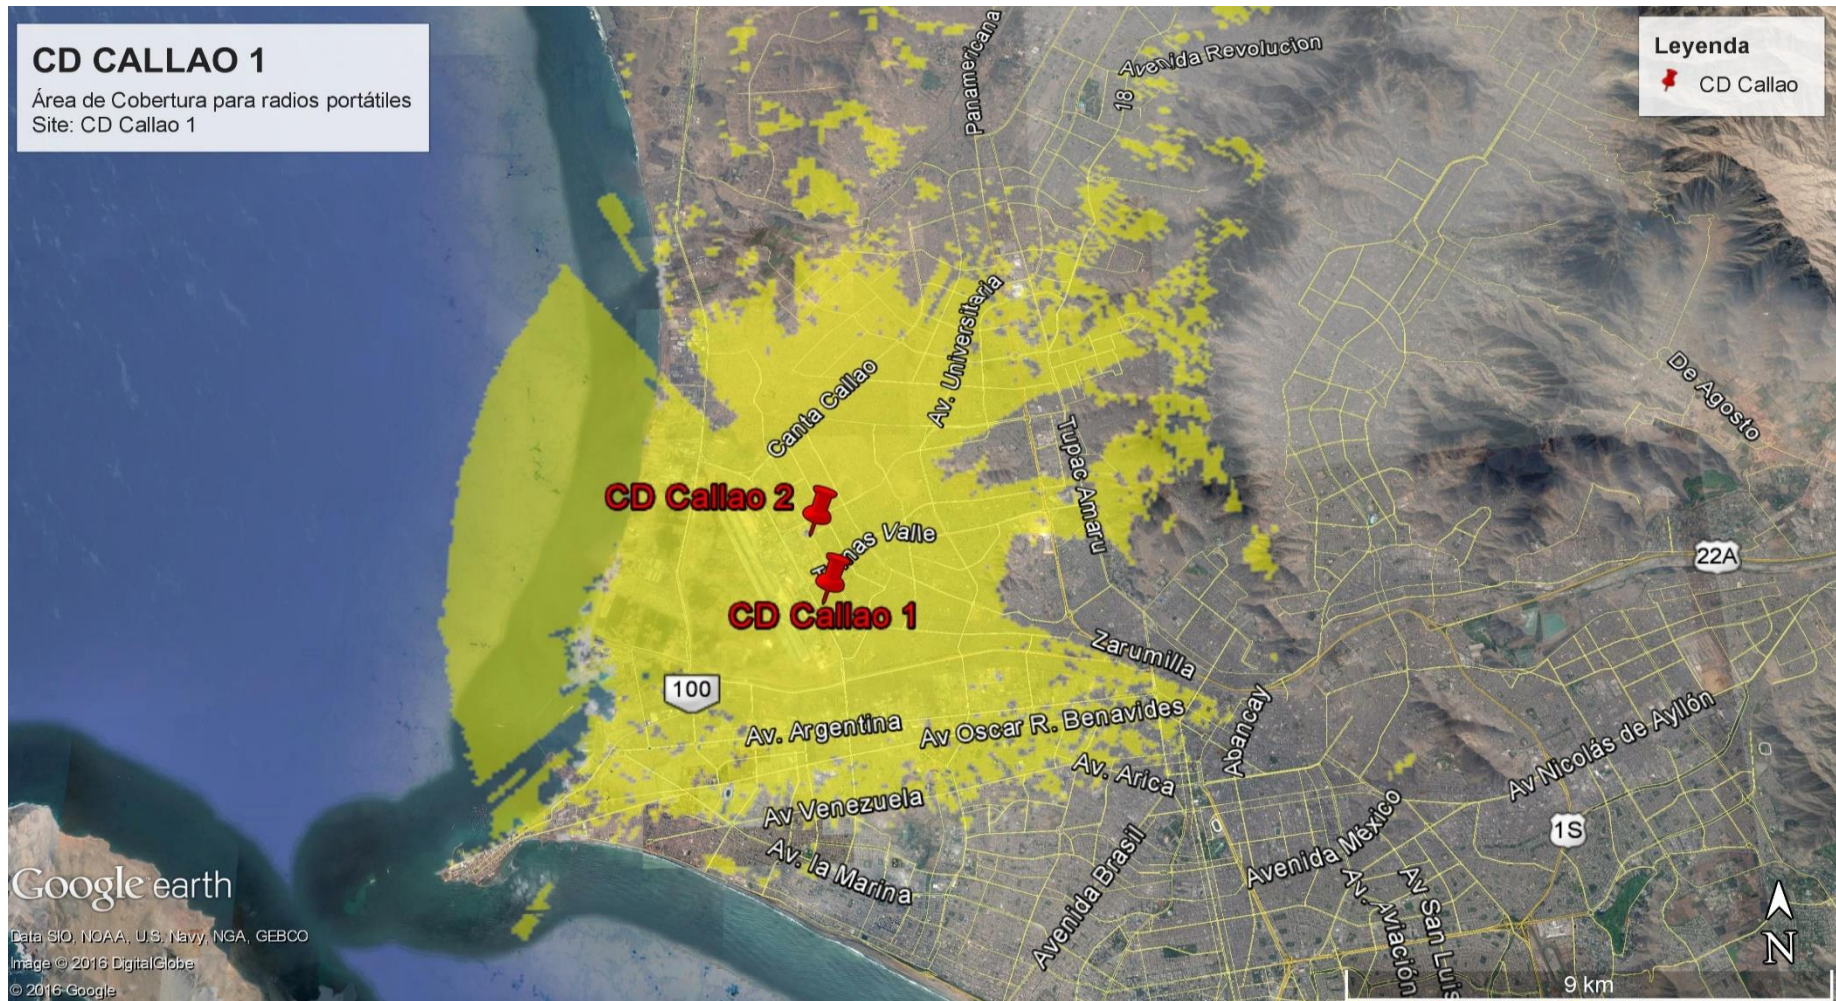 CD CALLAO 1
Área de Cobertura para radios portátiles
Site: CD Callao 1
Leyenda
CD Callao
Panamericana
Avenida Revolucion
18
Av. Universitaria
Canta Callao
De Agosto
Tupac Amaru
CD Callao 2
Valle
22A
CD Callao 1
Zarumilla
100
Abancay
Av. Argentina
Av Oscar R. Benavides
Av Nicolás de Ayllón
Av. Arica
Av Venezuela
1S
Avenida México
Av. la Marina
Avenida Brasil
Av. Aviación
Av San Luis
Google earth
Data SIO, NOAA, U.S. Navy, NGA, GEBCO
Image © 2016 DigitalGlobe
© 2016 Google
N
9 km